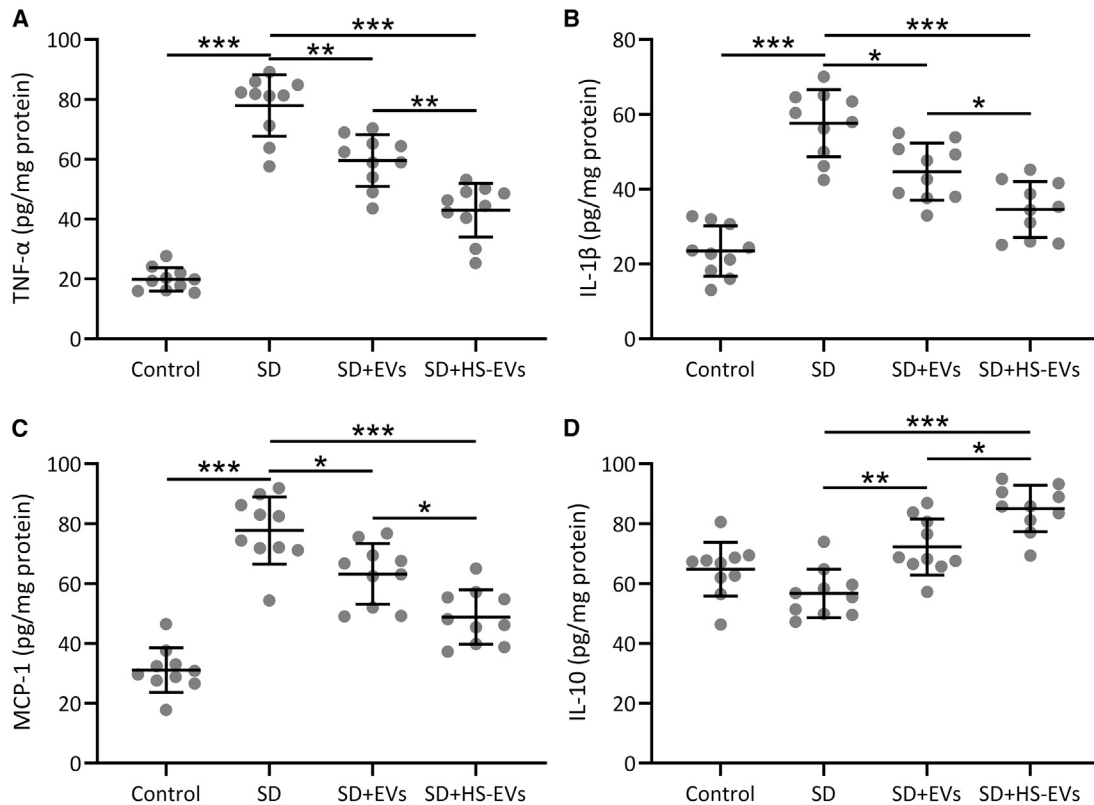 A
TNF-α (pg/mg protein)
100
80
60
40
20
0
***
***
**
**
Control
SD
SD+EVs
SD+HS-EVs
B
IL-1β (pg/mg protein)
80
60
40
20
0
***
***
*
*
Control
SD
SD+EVs
SD+HS-EVs
C
MCP-1 (pg/mg protein)
100
80
60
40
20
0
***
***
*
*
Control
SD
SD+EVs
SD+HS-EVs
D
IL-10 (pg/mg protein)
100
80
60
40
20
0
***
*
**
Control
SD
SD+EVs
SD+HS-EVs